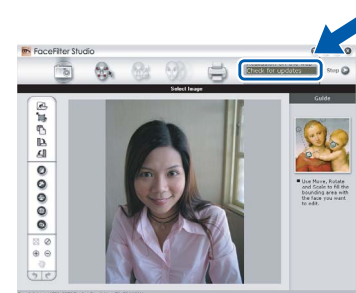 FaceFilter Studio
Check for updates
Step
Select Image
Guide
Use Move, Rotate
and Scale to fill the
bounding area with
the face you want
to edit.